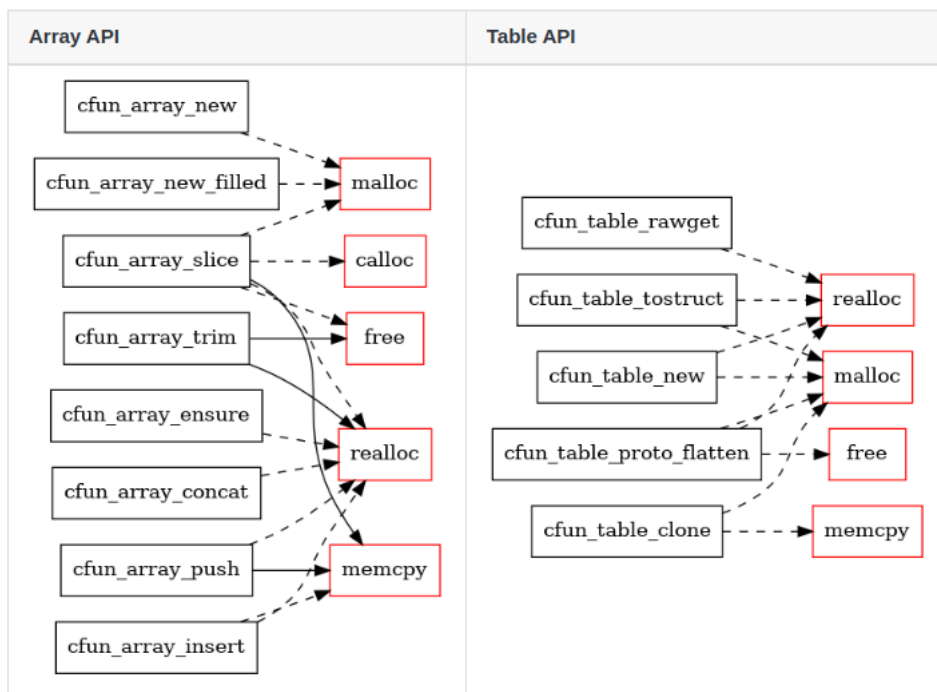 Array API
cfun_array_new
cfun_array_new_filled
malloc
cfun_array_slice
calloc
cfun_array_trim
free
cfun_array_ensure
realloc
cfun_array_concat
cfun_array_push
memcpy
cfun_array_insert
Table API
cfun_table_rawget
cfun_table_tostruct
realloc
cfun_table_new
malloc
cfun_table_proto_flatten
free
cfun_table_clone
memcpy